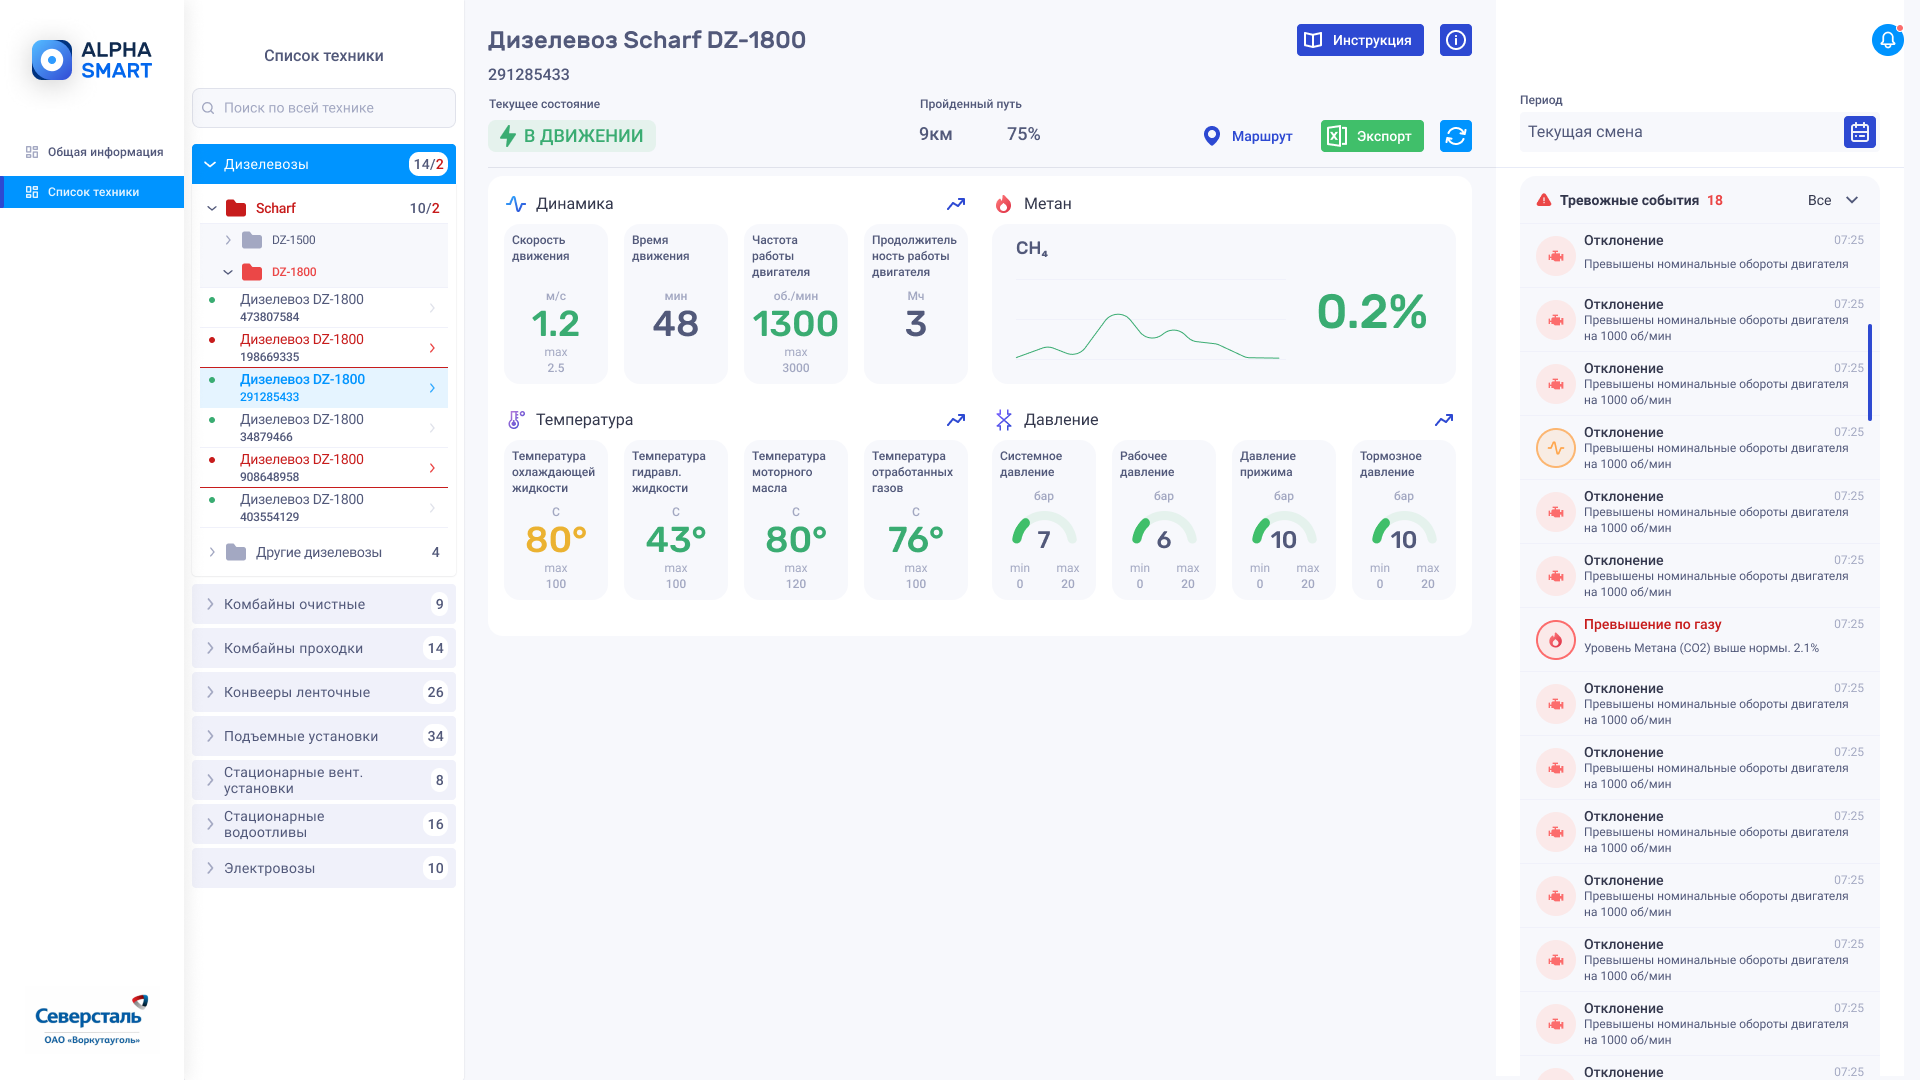 ALPHA
SMART
Общая информация
Список техники
Северсталь
ОАО «Воркутауголь»
Список техники
Поиск по всей технике
Дизелевозы 14/2
Scharf 10/2
DZ-1500
DZ-1800
Дизелевоз DZ-1800
473807584
Дизелевоз DZ-1800
198669335
Дизелевоз DZ-1800
291285433
Дизелевоз DZ-1800
34879466
Дизелевоз DZ-1800
908648958
Дизелевоз DZ-1800
403554129
Другие дизелевозы 4
Комбайны очистные 9
Комбайны проходки 14
Конвееры ленточные 26
Подъемные установки 34
Стационарные вент.
установки 8
Стационарные
водоотливы 16
Электровозы 10
Дизелевоз Scharf DZ-1800
291285433
Инструкция
Текущее состояние
В ДВИЖЕНИИ
Пройденный путь
9км 75%
Маршрут
Экспорт
Динамика
Скорость
движения
м/с
1.2
max
2.5
Время
движения
мин
48
Частота
работы
двигателя
об./мин
1300
max
3000
Продолжитель
ность работы
двигателя
Мч
3
Метан
CH₄
0.2%
Температура
Температура
охлаждающей
жидкости
С
80°
max
100
Температура
гидравл.
жидкости
С
43°
max
100
Температура
моторного
масла
С
80°
max
120
Температура
отработанных
газов
С
76°
max
100
Давление
Системное
давление
бар
7
min max
0 20
Рабочее
давление
бар
6
min max
0 20
Давление
прижима
бар
10
min max
0 20
Тормозное
давление
бар
10
min max
0 20
Период
Текущая смена
Тревожные события 18 Все
Отклонение 07:25
Превышены номинальные обороты двигателя
Отклонение 07:25
Превышены номинальные обороты двигателя
на 1000 об/мин
Отклонение 07:25
Превышены номинальные обороты двигателя
на 1000 об/мин
Отклонение 07:25
Превышены номинальные обороты двигателя
на 1000 об/мин
Отклонение 07:25
Превышены номинальные обороты двигателя
на 1000 об/мин
Отклонение 07:25
Превышены номинальные обороты двигателя
на 1000 об/мин
Превышение по газу 07:25
Уровень Метана (CO2) выше нормы. 2.1%
Отклонение 07:25
Превышены номинальные обороты двигателя
на 1000 об/мин
Отклонение 07:25
Превышены номинальные обороты двигателя
на 1000 об/мин
Отклонение 07:25
Превышены номинальные обороты двигателя
на 1000 об/мин
Отклонение 07:25
Превышены номинальные обороты двигателя
на 1000 об/мин
Отклонение 07:25
Превышены номинальные обороты двигателя
на 1000 об/мин
Отклонение 07:25
Превышены номинальные обороты двигателя
на 1000 об/мин
Отклонение 07:25